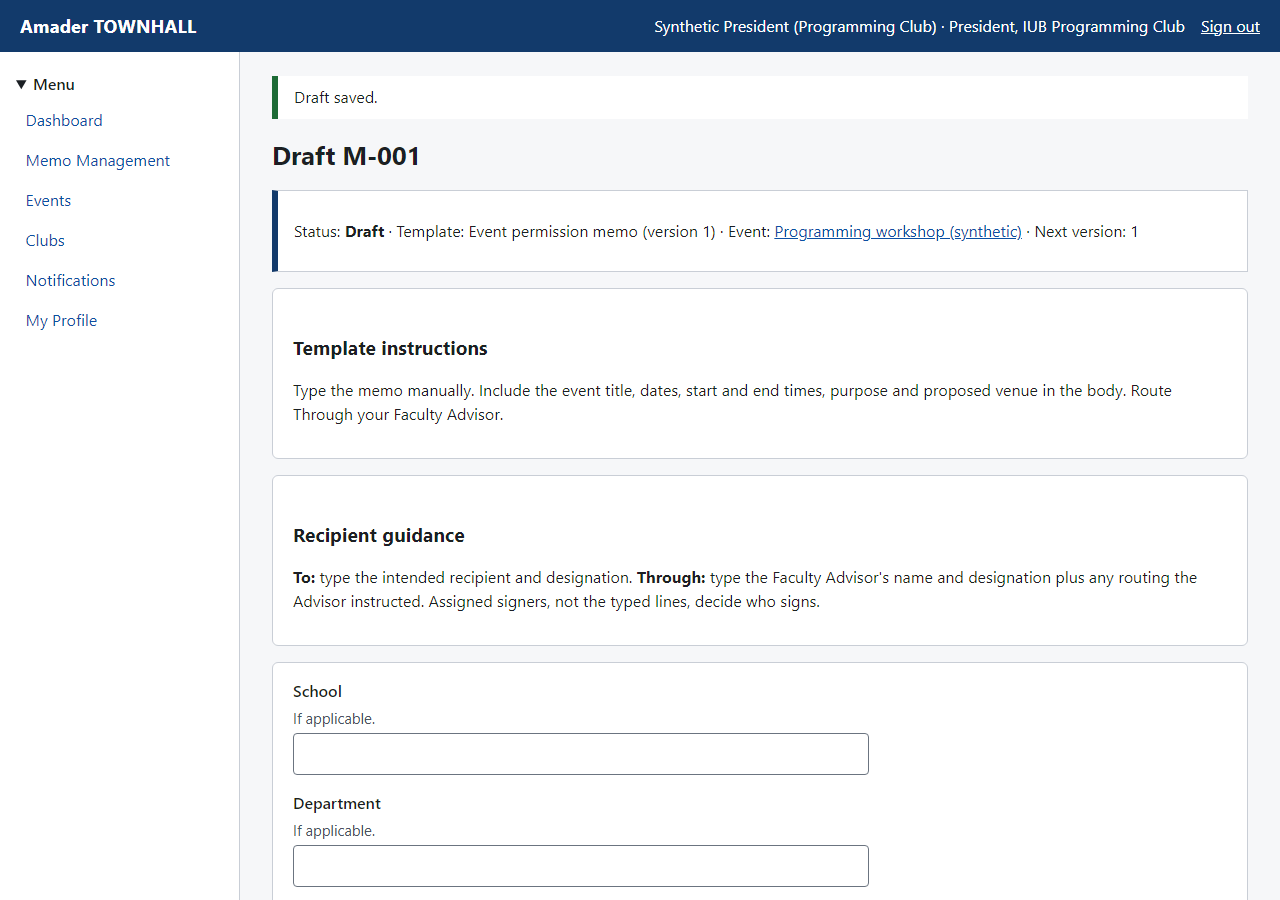 Amader TOWNHALL
Synthetic President (Programming Club) · President, IUB Programming Club
Sign out
▼ Menu
Dashboard
Memo Management
Events
Clubs
Notifications
My Profile
Draft saved.
Draft M-001
Status: Draft · Template: Event permission memo (version 1) · Event: Programming workshop (synthetic) · Next version: 1
Template instructions
Type the memo manually. Include the event title, dates, start and end times, purpose and proposed venue in the body. Route
Through your Faculty Advisor.
Recipient guidance
To: type the intended recipient and designation. Through: type the Faculty Advisor's name and designation plus any routing the
Advisor instructed. Assigned signers, not the typed lines, decide who signs.
School
If applicable.
Department
If applicable.